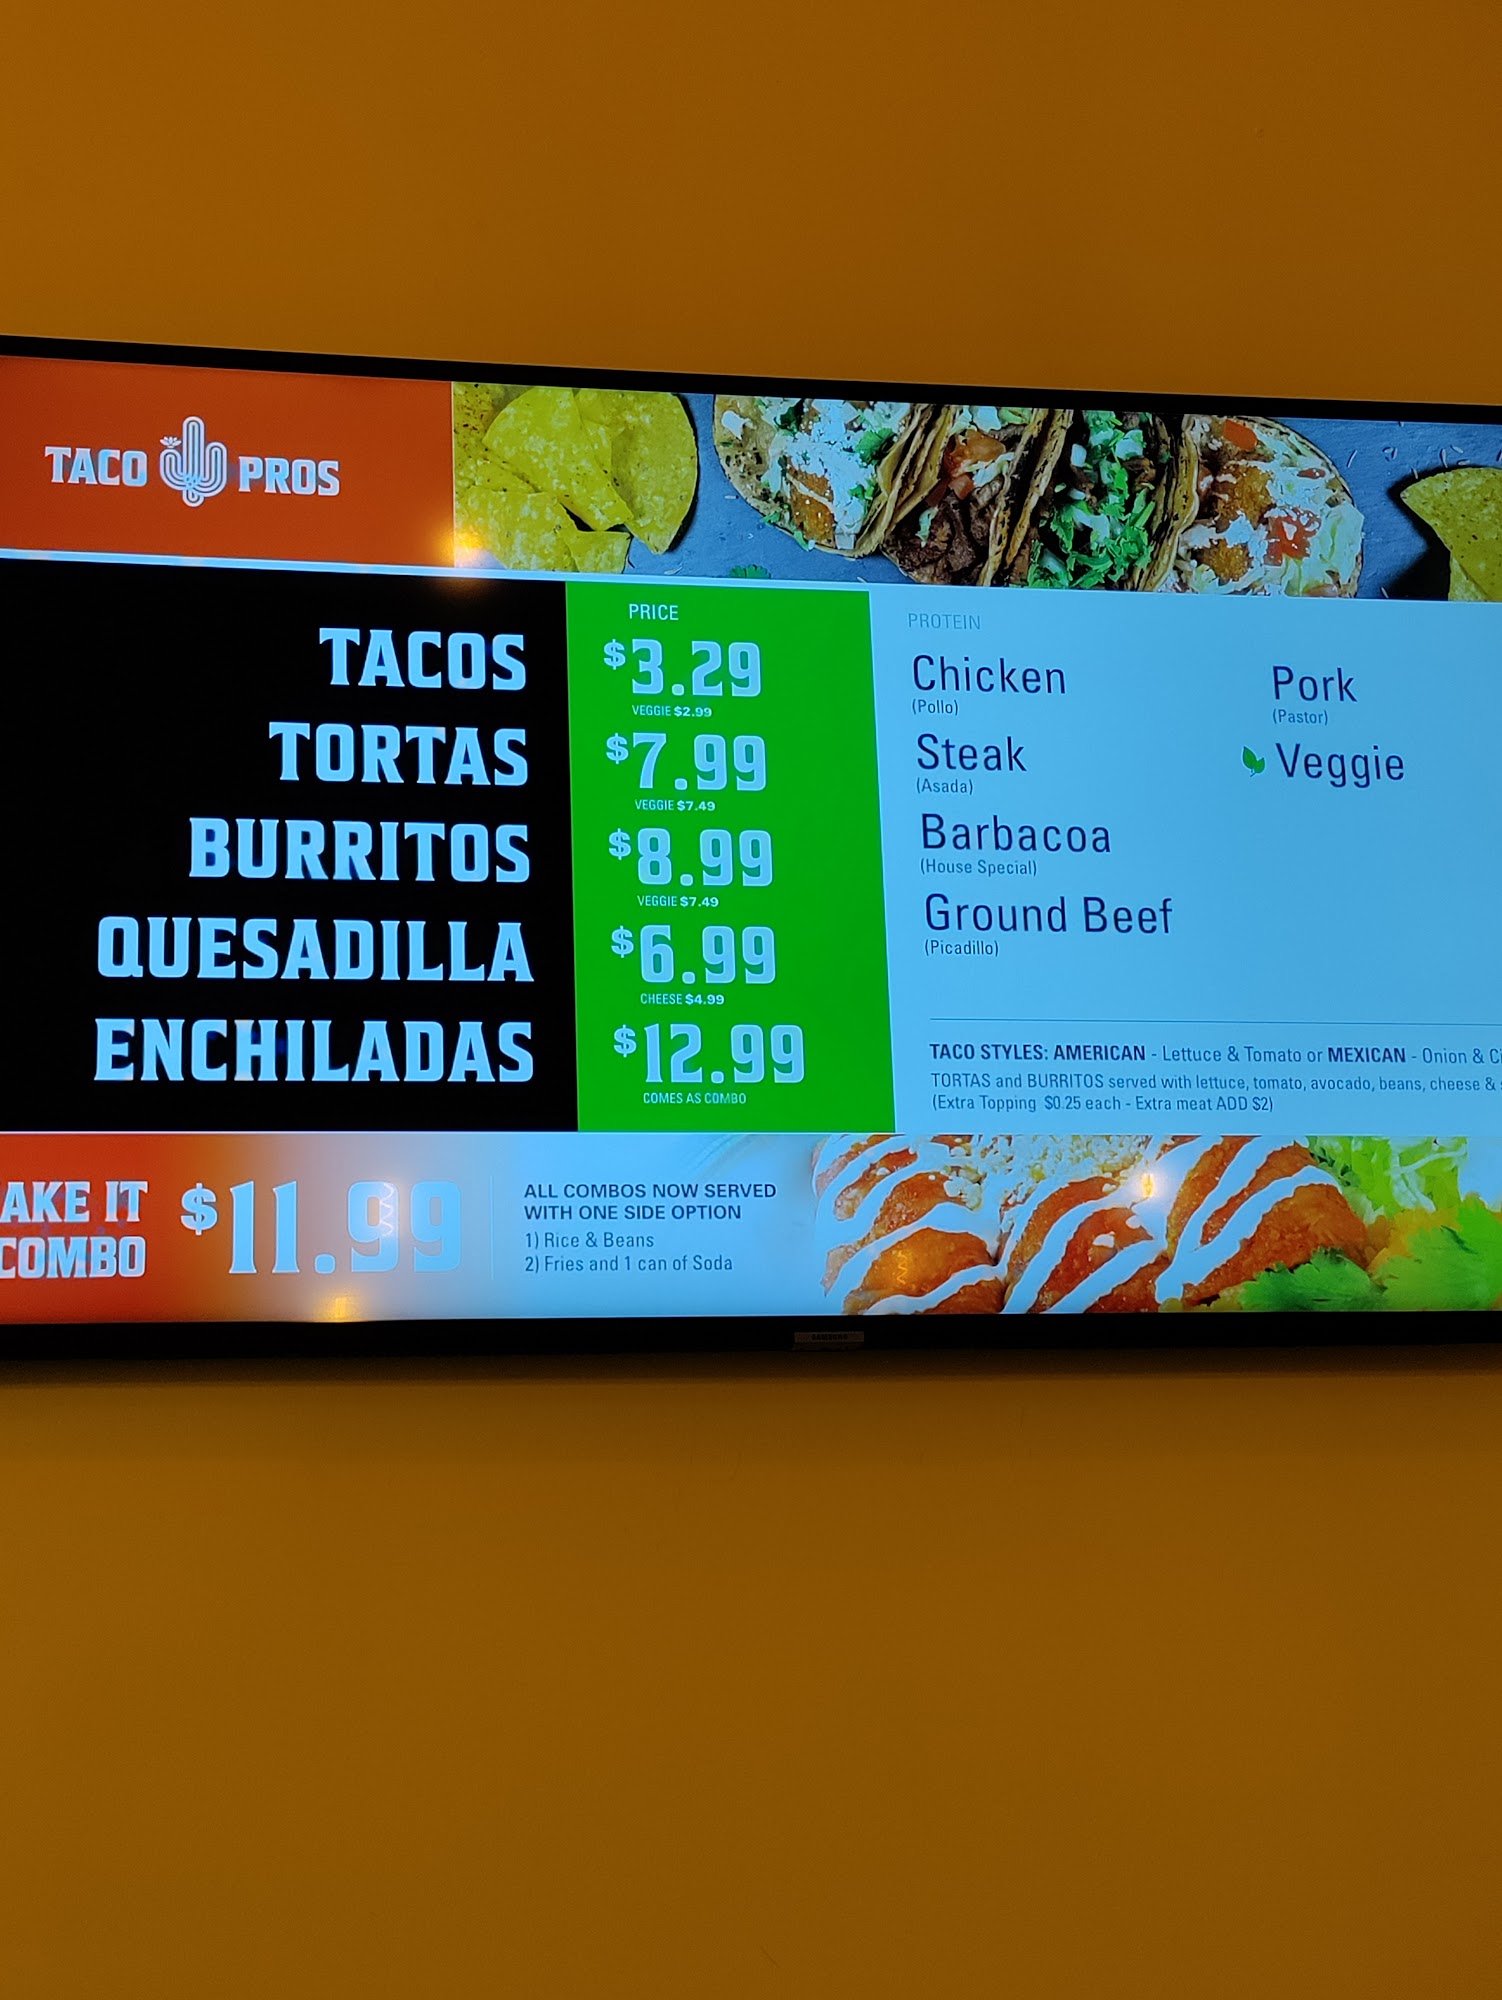 TACO PROS
TACOS
TORTAS
BURRITOS
QUESADILLA
ENCHILADAS
PRICE
$3.29
VEGGIE $2.99
$7.99
VEGGIE $7.49
$8.99
VEGGIE $7.49
$6.99
CHEESE $4.99
$12.99
COMES AS COMBO
PROTEIN
Chicken
(Pollo)
Steak
(Asada)
Barbacoa
(House Special)
Ground Beef
(Picadillo)
Pork
(Pastor)
Veggie
TACO STYLES: AMERICAN - Lettuce & Tomato or MEXICAN - Onion &
TORTAS and BURRITOS served with lettuce, tomato, avocado, beans, cheese &
(Extra Topping $0.25 each - Extra meat ADD $2)
AKE IT
COMBO
$11.99
ALL COMBOS NOW SERVED
WITH ONE SIDE OPTION
1) Rice & Beans
2) Fries and 1 can of Soda
SAMSUNG